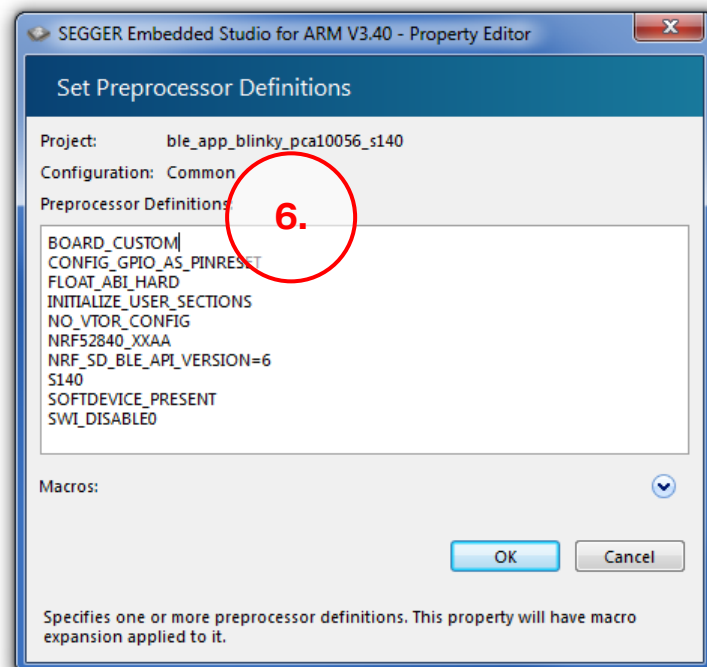 SEGGER Embedded Studio for ARM V3.40 - Property Editor
Set Preprocessor Definitions
Project: ble_app_blinky_pca10056_s140
Configuration: Common
Preprocessor Definitions:
6.
BOARD_CUSTOM
CONFIG_GPIO_AS_PINRESET
FLOAT_ABI_HARD
INITIALIZE_USER_SECTIONS
NO_VTOR_CONFIG
NRF52840_XXAA
NRF_SD_BLE_API_VERSION=6
S140
SOFTDEVICE_PRESENT
SWI_DISABLE0
Macros:
OK Cancel
Specifies one or more preprocessor definitions. This property will have macro
expansion applied to it.